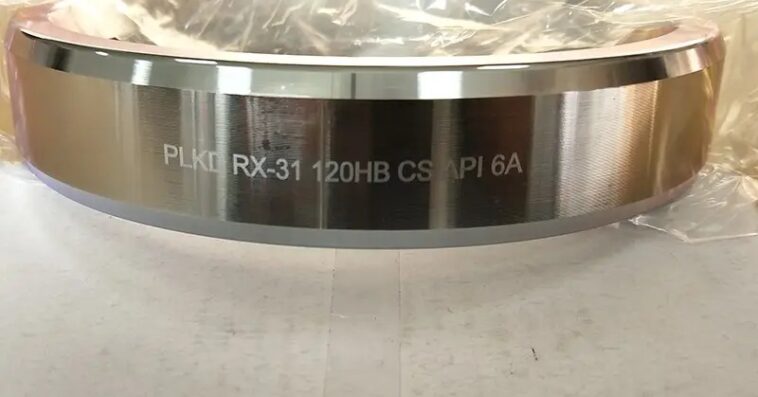 PLKD RX-31 120HB CS API 6A